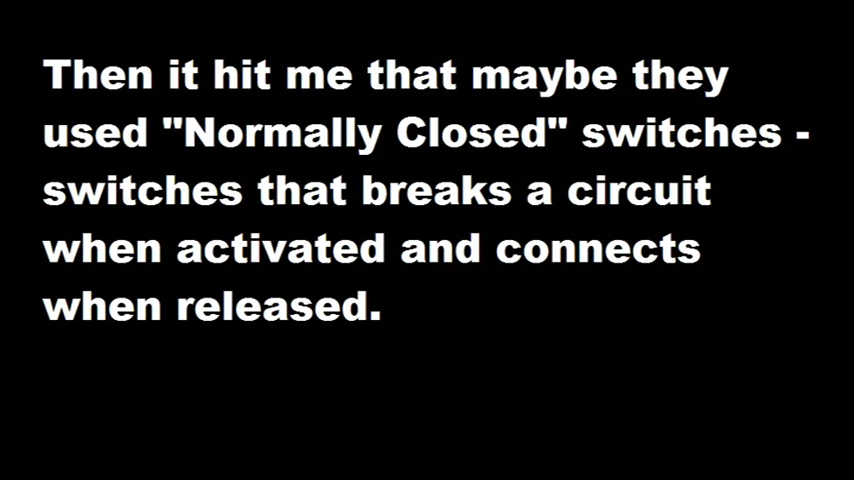 Then it hit me that maybe they
used "Normally Closed" switches -
switches that breaks a circuit
when activated and connects
when released.